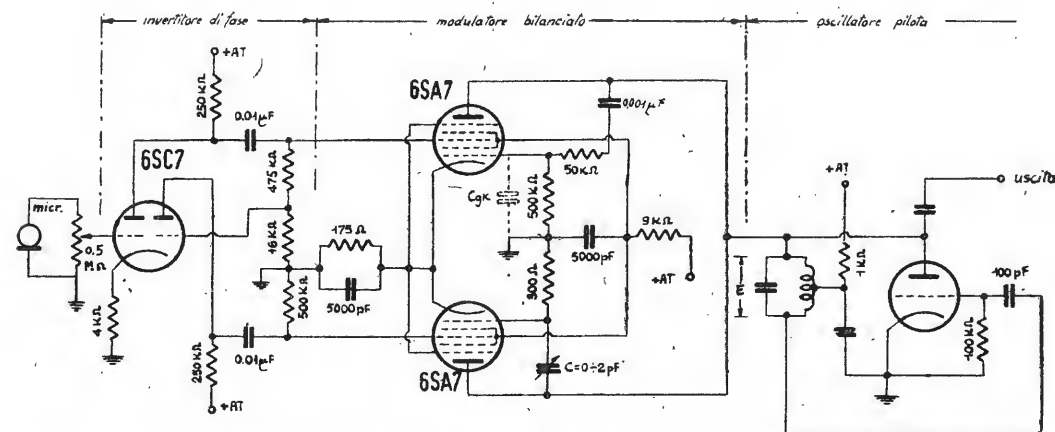 invertitore di fase
modulatore bilanciato
oscillatore pilota
+AT
250 KΩ
0.01 µF
6SC7
micr.
0.5
MΩ
4 KΩ
250 KΩ
+AT
0.01 µF
475 KΩ
16 KΩ
500 KΩ
175 Ω
5000 pF
6SA7
6SA7
Cgk
500 KΩ
50 KΩ
0,001 µF
300 Ω
5000 pF
9 KΩ
+AT
C=0÷2 pF
+AT
1 KΩ
uscita
100 pF
100 KΩ